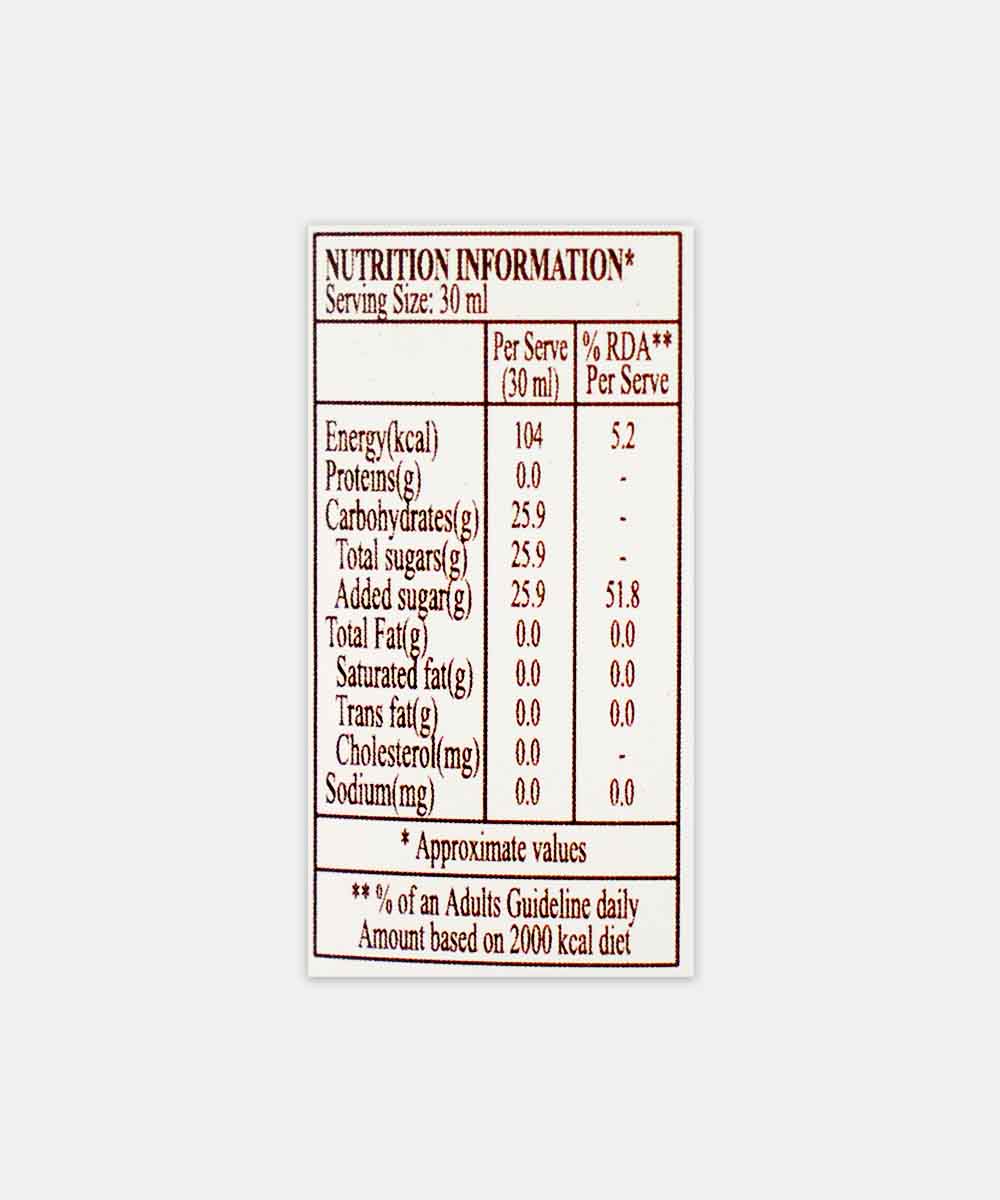 NUTRITION INFORMATION*
Serving Size: 30 ml
Per Serve % RDA**
(30 ml) Per Serve
Energy(kcal) 104 5.2
Proteins(g) 0.0 -
Carbohydrates(g) 25.9 -
Total sugars(g) 25.9 -
Added sugar(g) 25.9 51.8
Total Fat(g) 0.0 0.0
Saturated fat(g) 0.0 0.0
Trans fat(g) 0.0 0.0
Cholesterol(mg) 0.0 -
Sodium(mg) 0.0 0.0
* Approximate values
** % of an Adults Guideline daily
Amount based on 2000 kcal diet